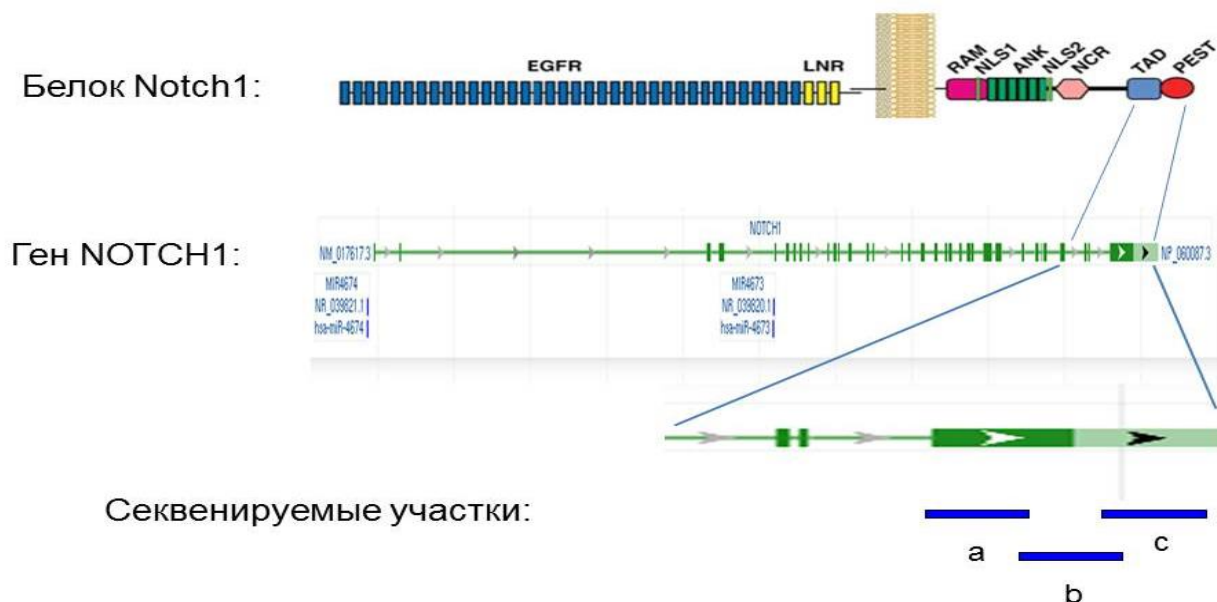 Белок Notch1:
EGFR
LNR
RAM
NLS1
ANK
NLS2
NCR
TAD
PEST
Ген NOTCH1:
NOTCH1
NM_017617.3
NP_060087.3
MIR4674
NR_039821.1
hsa-miR-4674
MIR4673
NR_039820.1
hsa-miR-4673
Секвенируемые участки:
a
b
c